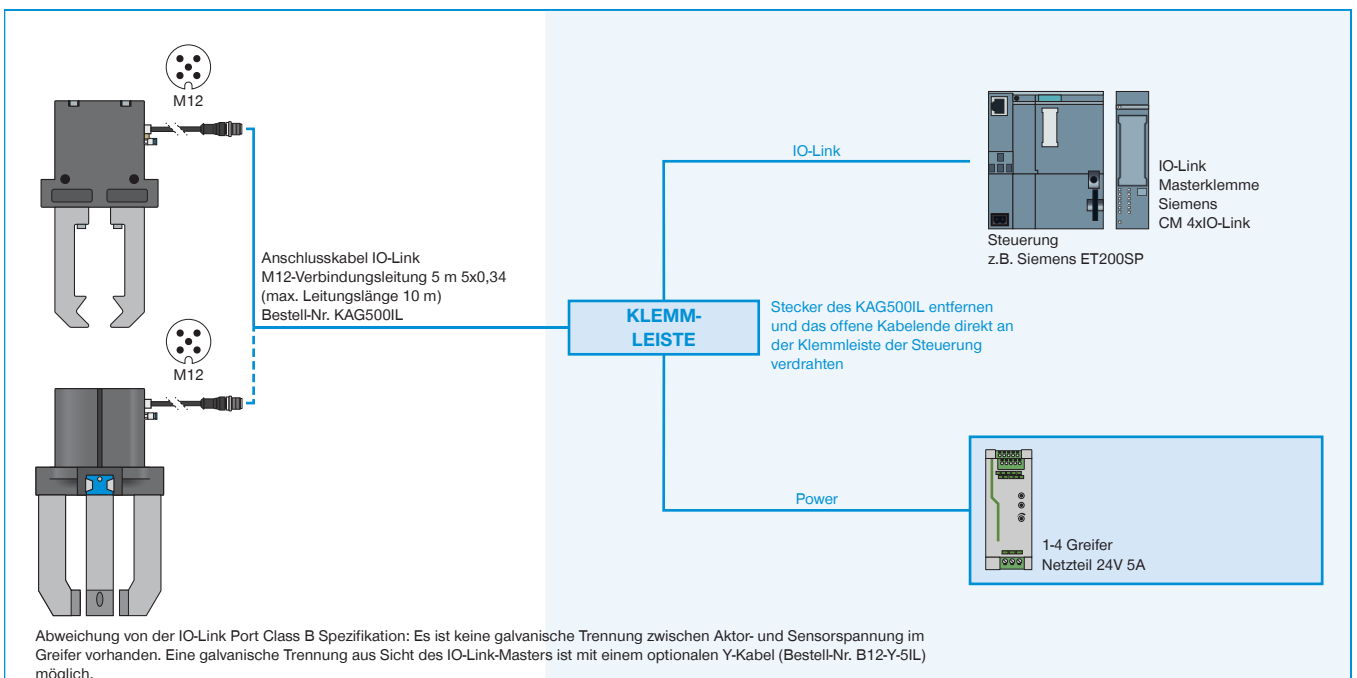 M12
Anschlusskabel IO-Link
M12-Verbindungsleitung 5 m 5x0,34
(max. Leitungslänge 10 m)
Bestell-Nr. KAG500IL
M12
KLEMM-
LEISTE
IO-Link
Steuerung
z.B. Siemens ET200SP
IO-Link
Masterklemme
Siemens
CM 4xIO-Link
Stecker des KAG500IL entfernen
und das offene Kabelende direkt an
der Klemmleiste der Steuerung
verdrahten
Power
1-4 Greifer
Netzteil 24V 5A
Abweichung von der IO-Link Port Class B Spezifikation: Es ist keine galvanische Trennung zwischen Aktor- und Sensorspannung im
Greifer vorhanden. Eine galvanische Trennung aus Sicht des IO-Link-Masters ist mit einem optionalen Y-Kabel (Bestell-Nr. B12-Y-5IL)
möglich.